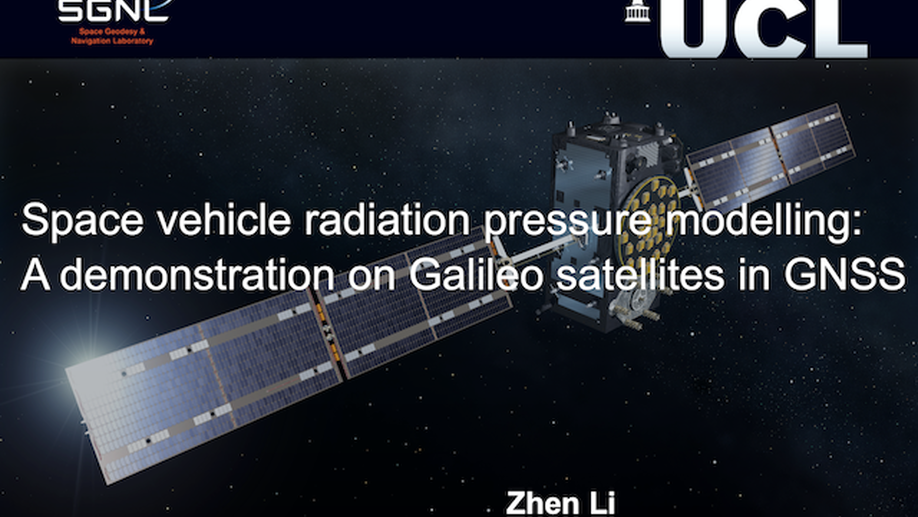 SGNL
Space Geodesy &
Navigation Laboratory
UCL
Space vehicle radiation pressure modelling:
A demonstration on Galileo satellites in GNSS
Zhen Li